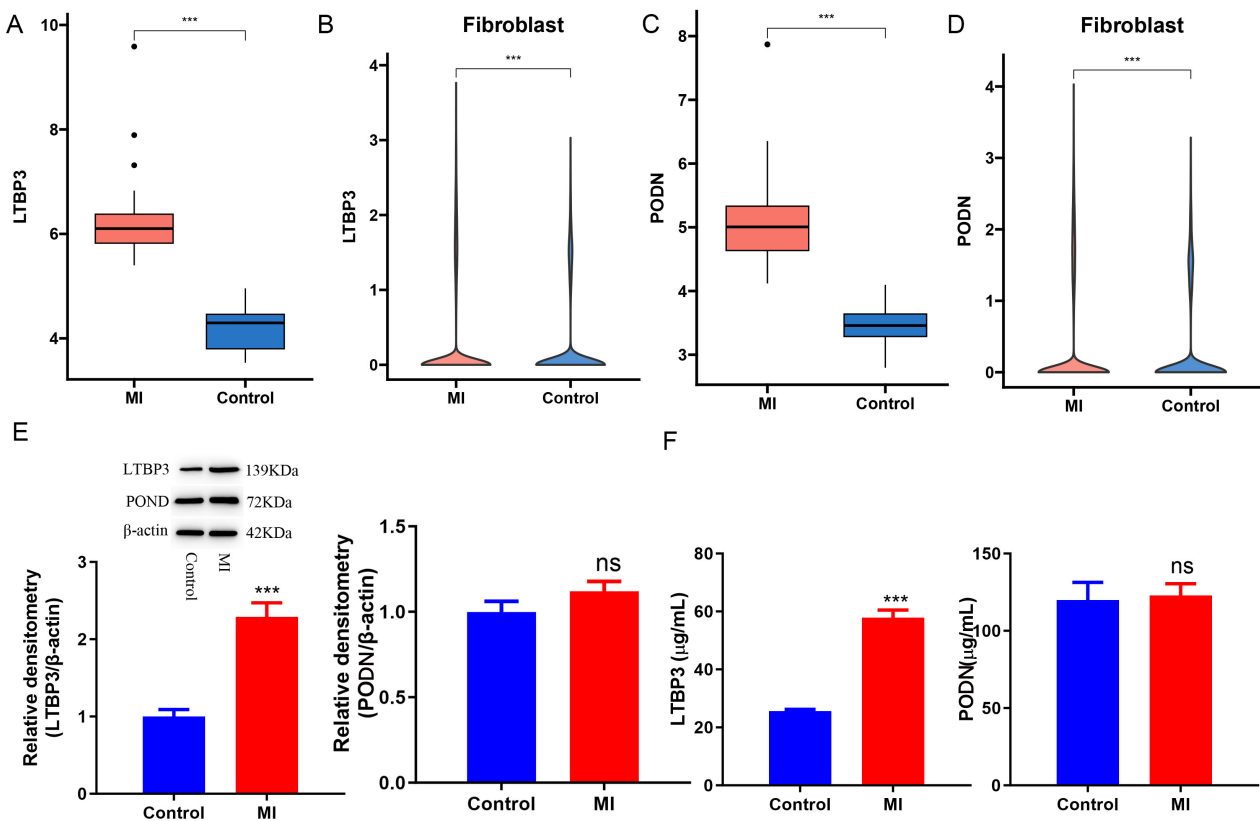 A
***
10
8
6
4
LTBP3
MI
Control
B
Fibroblast
***
4
3
2
1
0
LTBP3
MI
Control
C
***
8
7
6
5
4
3
PODN
MI
Control
D
Fibroblast
***
4
3
2
1
0
PODN
MI
Control
E
LTBP3
139KDa
POND
72KDa
β-actin
42KDa
Control
MI
3
2
1
0
Relative densitometry
(LTBP3/β-actin)
***
Control
MI
1.5
1.0
0.5
0.0
Relative densitometry
(PODN/β-actin)
ns
Control
MI
F
80
60
40
20
0
LTBP3 (μg/mL)
***
Control
MI
150
100
50
0
PODN(μg/mL)
ns
Control
MI